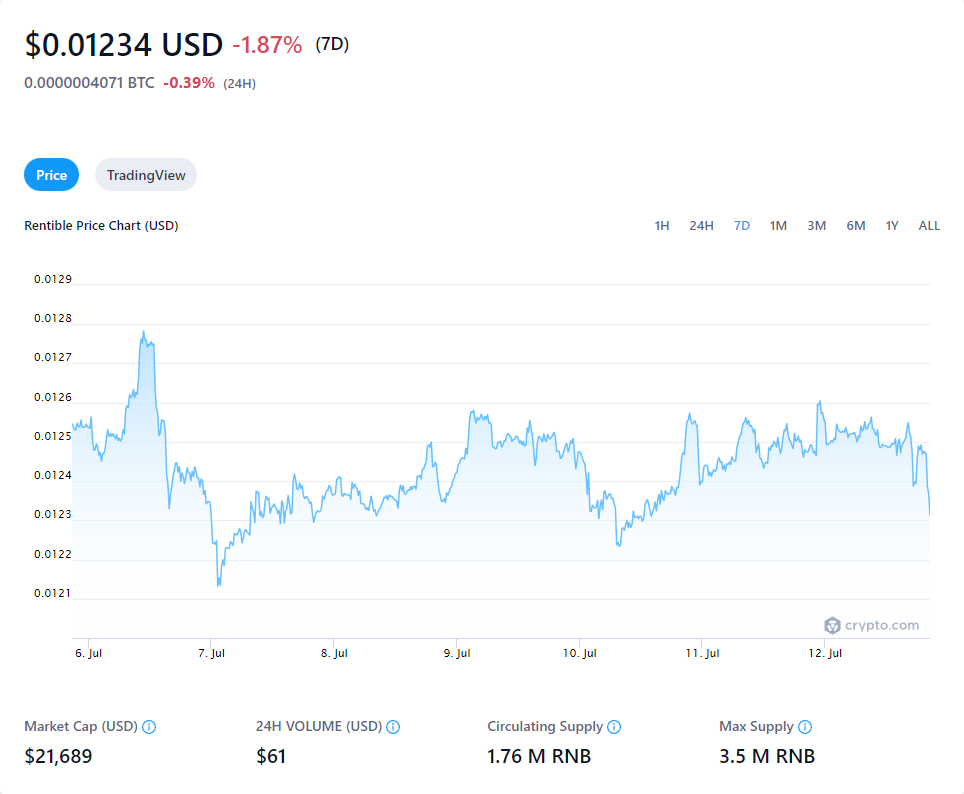 $0.01234 USD -1.87% (7D)
0.0000004071 BTC -0.39% (24H)
Price TradingView
Rentible Price Chart (USD) 1H 24H 7D 1M 3M 6M 1Y ALL
0.0129
0.0128
0.0127
0.0126
0.0125
0.0124
0.0123
0.0122
0.0121
crypto.com
6. Jul 7. Jul 8. Jul 9. Jul 10. Jul 11. Jul 12. Jul
Market Cap (USD) 24H VOLUME (USD) Circulating Supply Max Supply
$21,689 $61 1.76 M RNB 3.5 M RNB